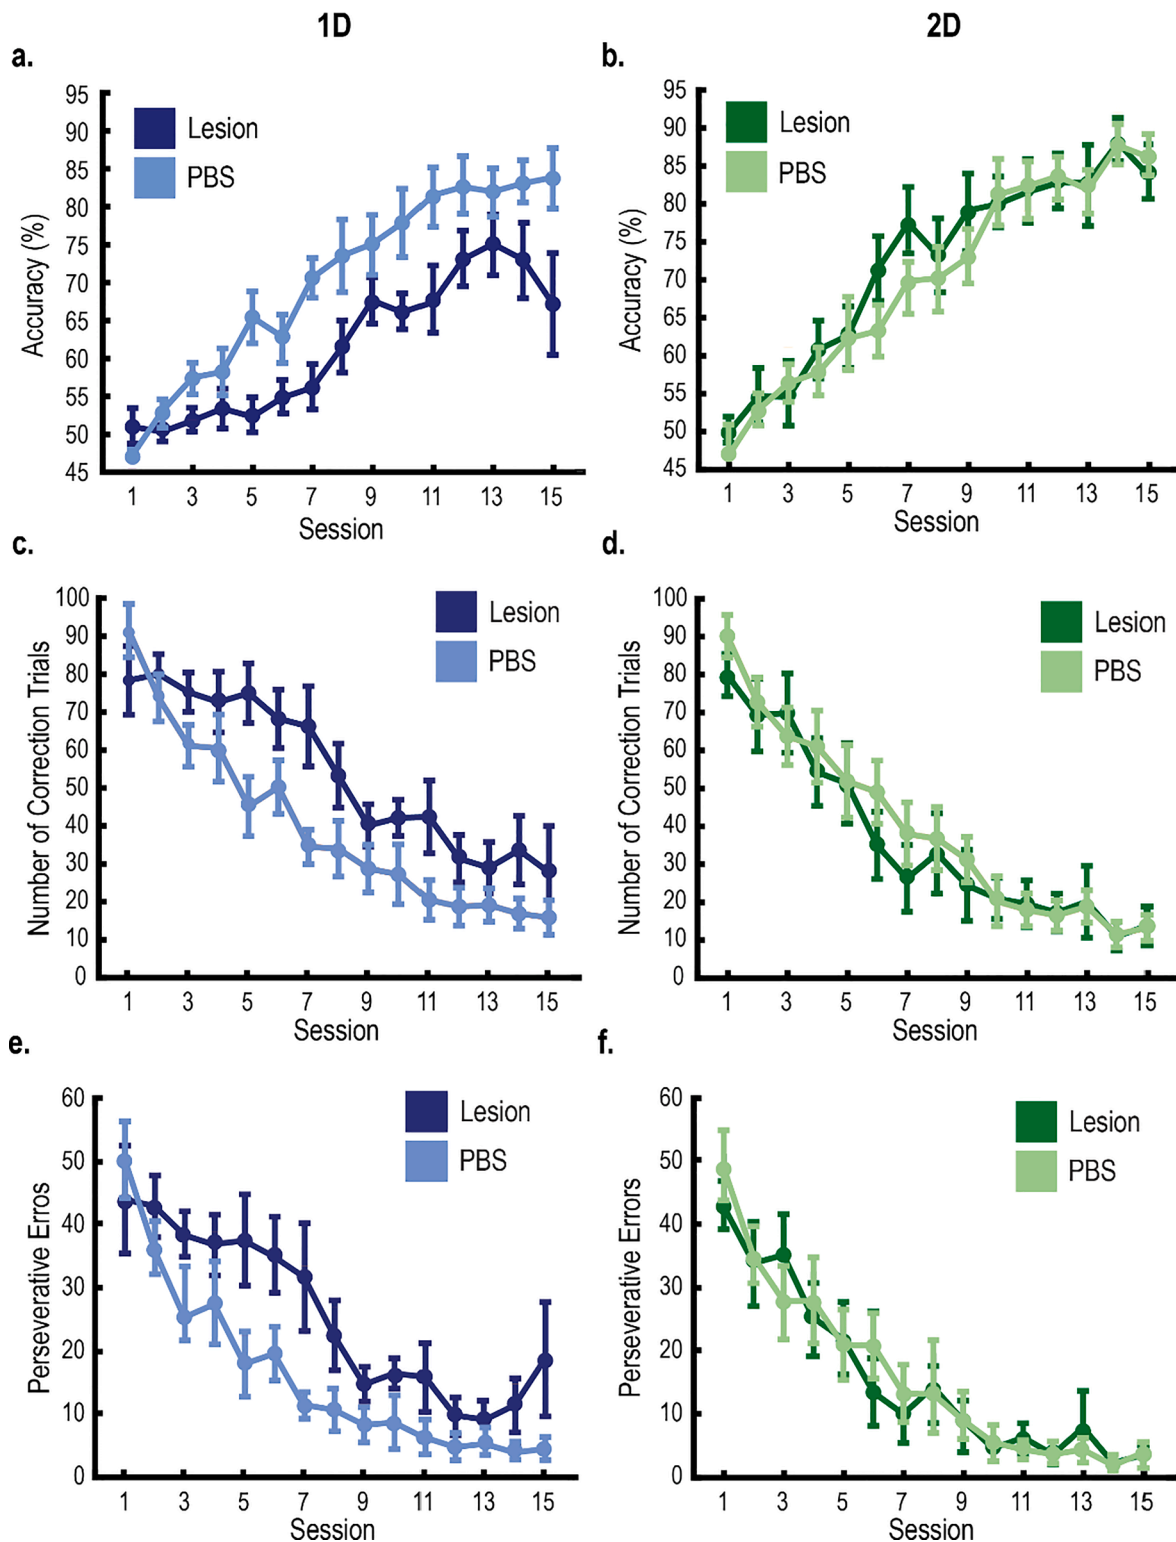 1D
2D
a.
95
90
85
80
75
70
65
60
55
50
45
Accuracy (%)
Lesion
PBS
1 3 5 7 9 11 13 15
Session
b.
95
90
85
80
75
70
65
60
55
50
45
Accuracy (%)
Lesion
PBS
1 3 5 7 9 11 13 15
Session
c.
100
90
80
70
60
50
40
30
20
10
0
Number of Correction Trials
Lesion
PBS
1 3 5 7 9 11 13 15
Session
d.
100
90
80
70
60
50
40
30
20
10
0
Number of Correction Trials
Lesion
PBS
1 3 5 7 9 11 13 15
Session
e.
60
50
40
30
20
10
0
Perseverative Erros
Lesion
PBS
1 3 5 7 9 11 13 15
Session
f.
60
50
40
30
20
10
0
Perseverative Errors
Lesion
PBS
1 3 5 7 9 11 13 15
Session